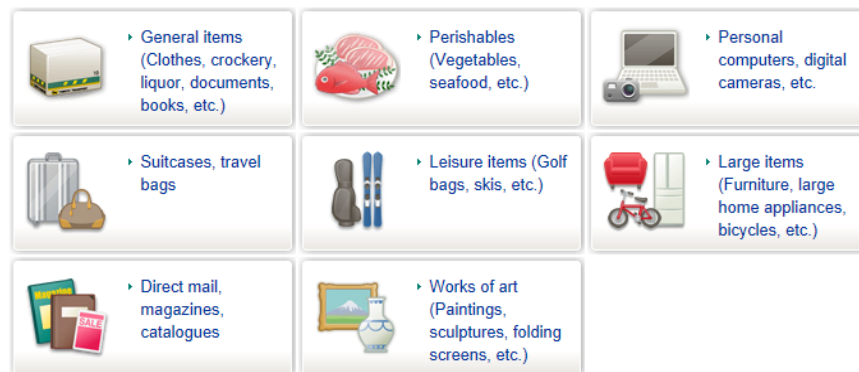 General items
(Clothes, crockery,
liquor, documents,
books, etc.)
Perishables
(Vegetables,
seafood, etc.)
Personal
computers, digital
cameras, etc.
Suitcases, travel
bags
Leisure items (Golf
bags, skis, etc.)
Large items
(Furniture, large
home appliances,
bicycles, etc.)
Magazine
SALE
Direct mail,
magazines,
catalogues
Works of art
(Paintings,
sculptures, folding
screens, etc.)